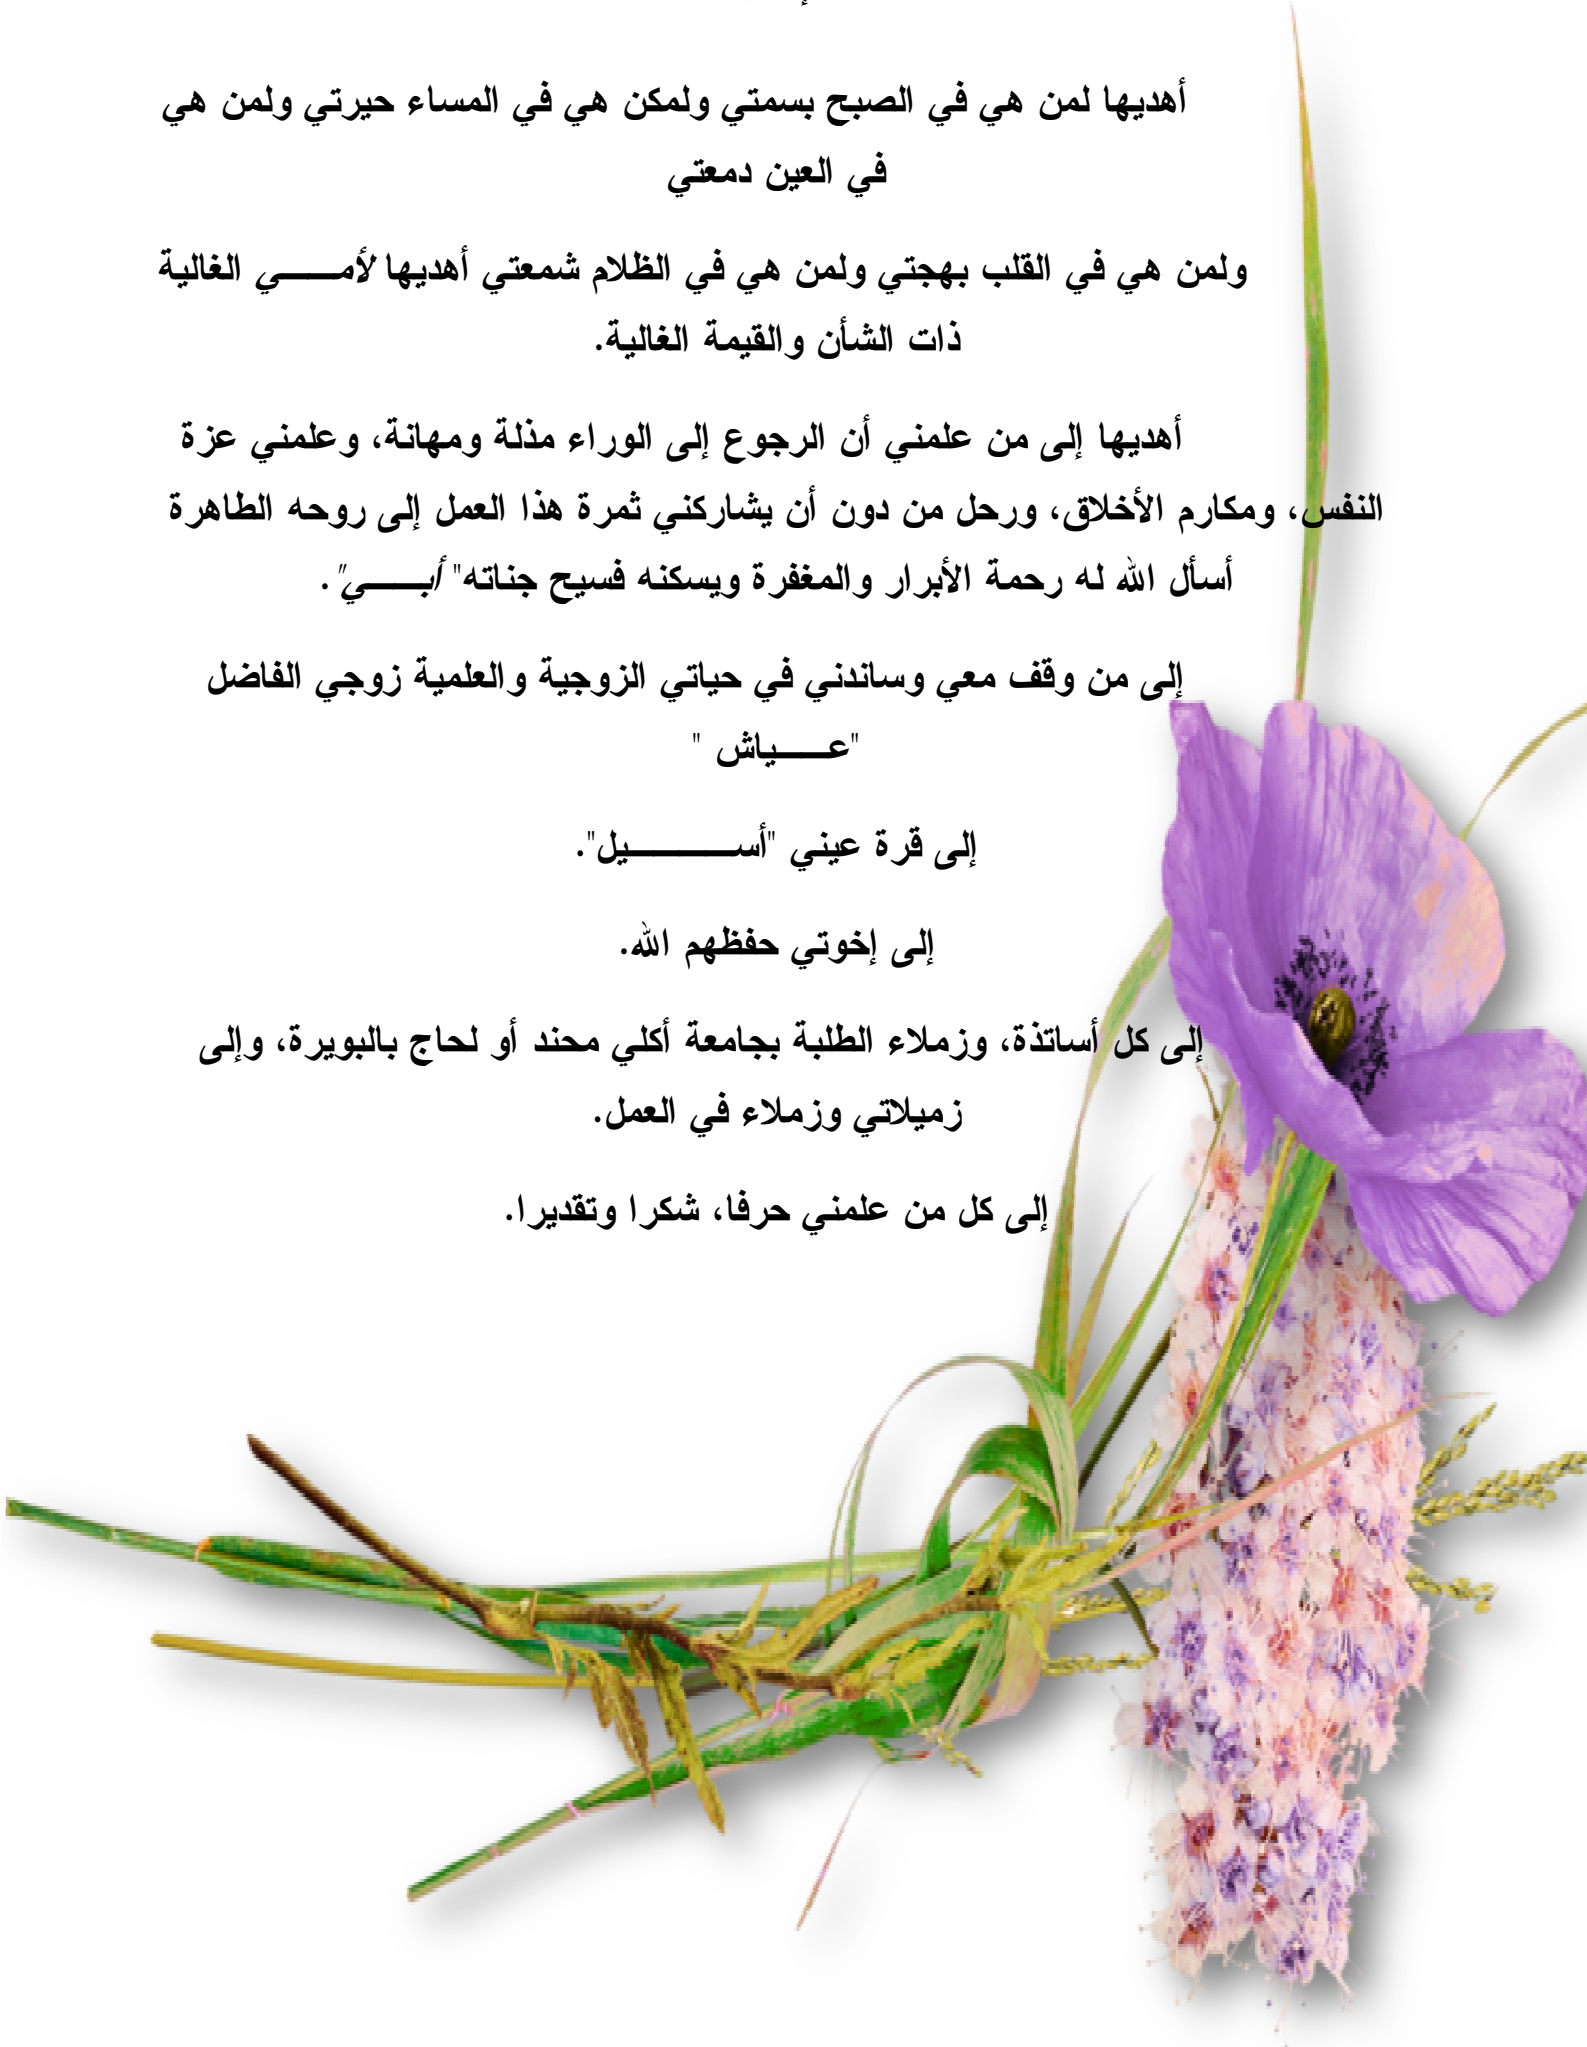 أهديها لمن هي في الصبح بسمتي ولمكن هي في المساء حيرتي ولمن هي
في العين دمعتي
ولمن هي في القلب بهجتي ولمن هي في الظلام شمعتي أهديها لأمـــــي الغالية
ذات الشأن والقيمة الغالية.
أهديها إلى من علمني أن الرجوع إلى الوراء مذلة ومهانة، وعلمني عزة
النفس، ومكارم الأخلاق، ورحل من دون أن يشاركني ثمرة هذا العمل إلى روحه الطاهرة
أسأل الله له رحمة الأبرار والمغفرة ويسكنه فسيح جناته" أبـــــي".
إلى من وقف معي وساندني في حياتي الزوجية والعلمية زوجي الفاضل
"عـــــياش "
إلى قرة عيني "أســـــــــيل".
إلى إخوتي حفظهم الله.
إلى كل أساتذة، وزملاء الطلبة بجامعة أكلي محند أو لحاج بالبويرة، وإلى
زميلاتي وزملاء في العمل.
إلى كل من علمني حرفا، شكرا وتقديرا.